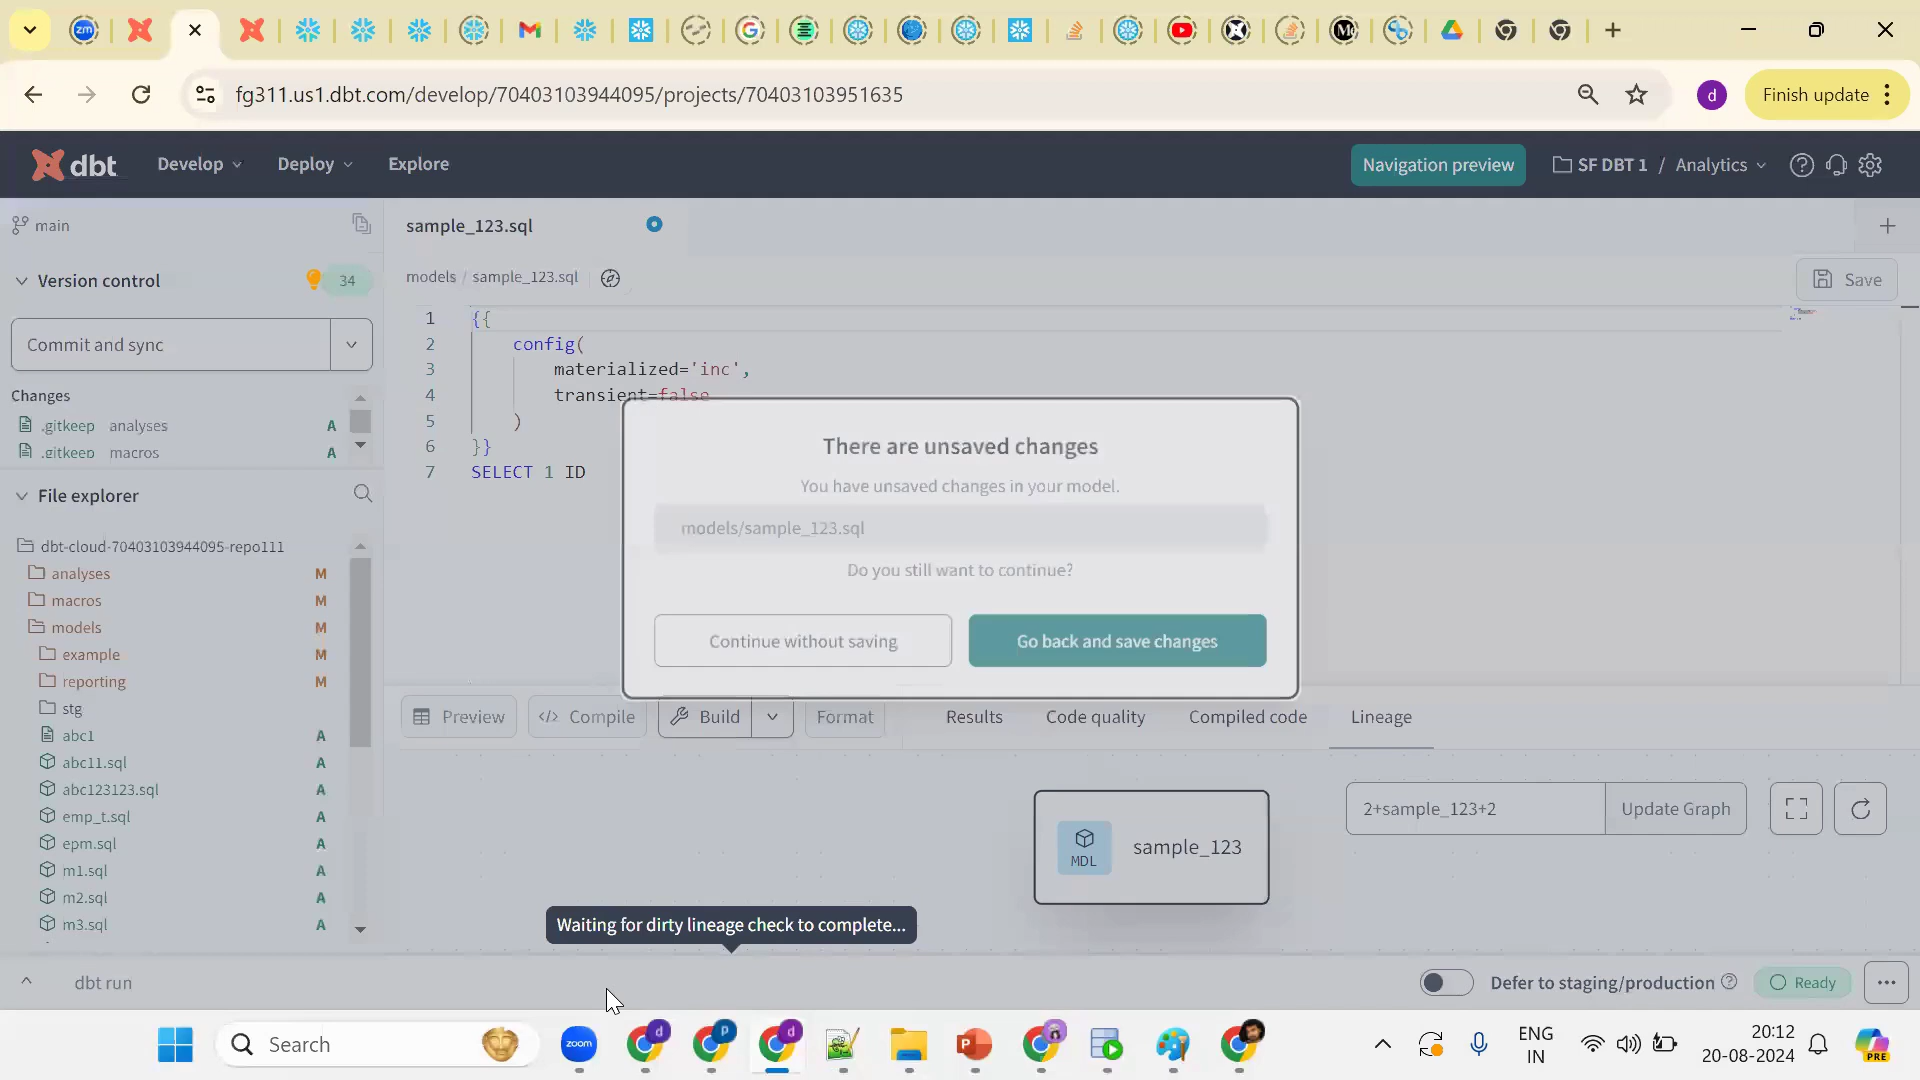 fg311.us1.dbt.com/develop/70403103944095/projects/70403103951635
d
Finish update
dbt
Develop
Deploy
Explore
Navigation preview
SF DBT 1 / Analytics
main
Version control
34
Commit and sync
Changes
.gitkeep analyses A
.gitkeep macros A
File explorer
dbt-cloud-70403103944095-repo111
analyses M
macros M
models M
example M
reporting M
stg
abc1 A
abc11.sql A
abc123123.sql A
emp_t.sql A
epm.sql A
m1.sql A
m2.sql A
m3.sql A
sample_123.sql
models / sample_123.sql
Save
1 {{
2 config(
3 materialized='inc',
4 transient=false
5 )
6 }}
7 SELECT 1 ID
There are unsaved changes
You have unsaved changes in your model.
models/sample_123.sql
Do you still want to continue?
Continue without saving
Go back and save changes
Preview
Compile
Build
Format
Results
Code quality
Compiled code
Lineage
2+sample_123+2
Update Graph
MDL
sample_123
Waiting for dirty lineage check to complete...
dbt run
Defer to staging/production
Ready
Search
zoom
d
P
d
ENG
IN
20:12
20-08-2024
PRE